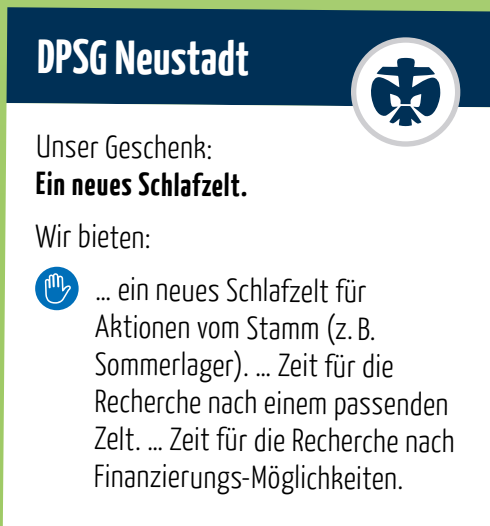 DPSG Neustadt
Unser Geschenk:
Ein neues Schlafzelt.
Wir bieten:
... ein neues Schlafzelt für
Aktionen vom Stamm (z. B.
Sommerlager). ... Zeit für die
Recherche nach einem passenden
Zelt. ... Zeit für die Recherche nach
Finanzierungs-Möglichkeiten.